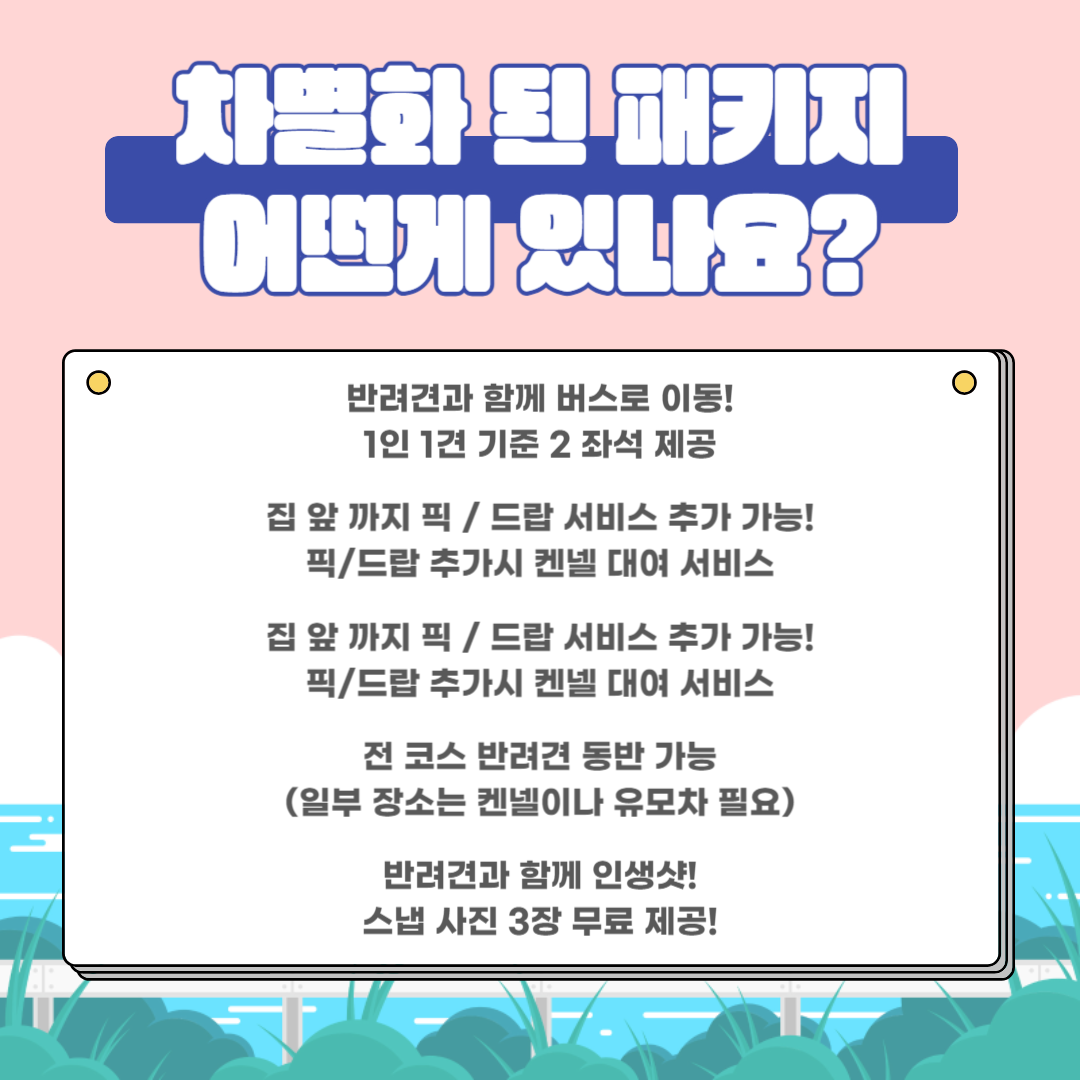 차별화 된 패키지
어떤게 있나요?
반려견과 함께 버스로 이동!
1인 1견 기준 2 좌석 제공
집 앞 까지 픽 / 드랍 서비스 추가 가능!
픽/드랍 추가시 켄넬 대여 서비스
집 앞 까지 픽 / 드랍 서비스 추가 가능!
픽/드랍 추가시 켄넬 대여 서비스
전 코스 반려견 동반 가능
(일부 장소는 켄넬이나 유모차 필요)
반려견과 함께 인생샷!
스냅 사진 3장 무료 제공!